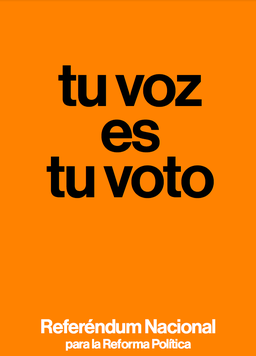 tu voz
es
tu voto
Referéndum Nacional
para la Reforma Política